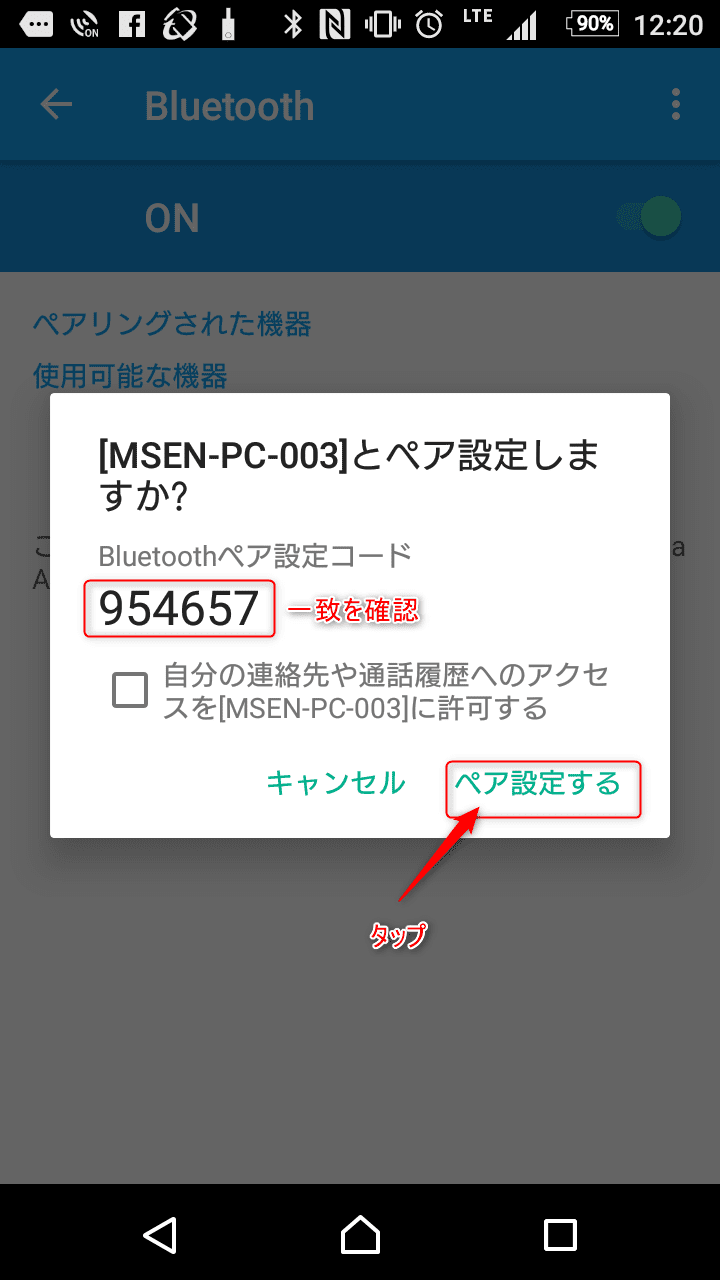 ON
LTE
90%
12:20
Bluetooth
ON
ペアリングされた機器
使用可能な機器
[MSEN-PC-003]とペア設定しま
すか?
Bluetoothペア設定コード
954657 一致を確認
自分の連絡先や通話履歴へのアクセ
スを[MSEN-PC-003]に許可する
キャンセル ペア設定する
タップ